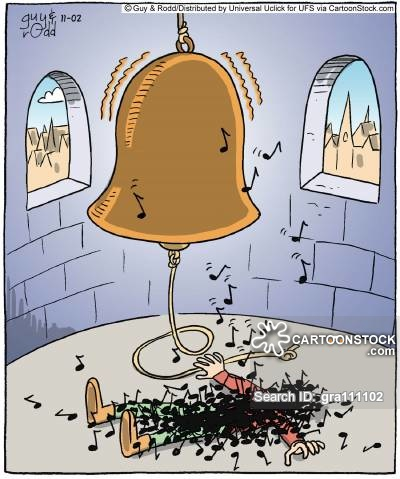 © Guy & Rodd/Distributed by Universal Uclick for UFS via CartoonStock.com
guy &
rodd
11-02
CARTOONSTOCK
.com
Search ID: gra111102